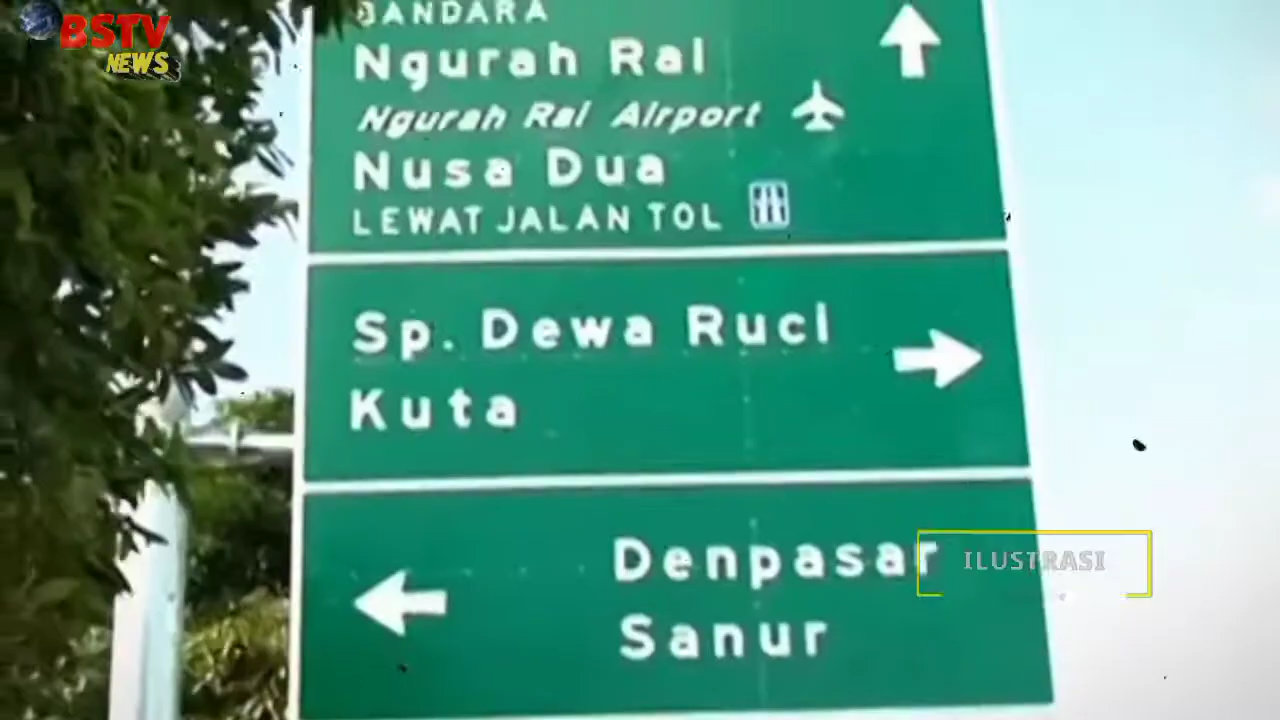 BSTV
NEWS
BANDARA
Ngurah Rai
Ngurah Rai Airport
Nusa Dua
LEWAT JALAN TOL
Sp. Dewa Ruci
Kuta
Denpasar
Sanur
ILUSTRASI